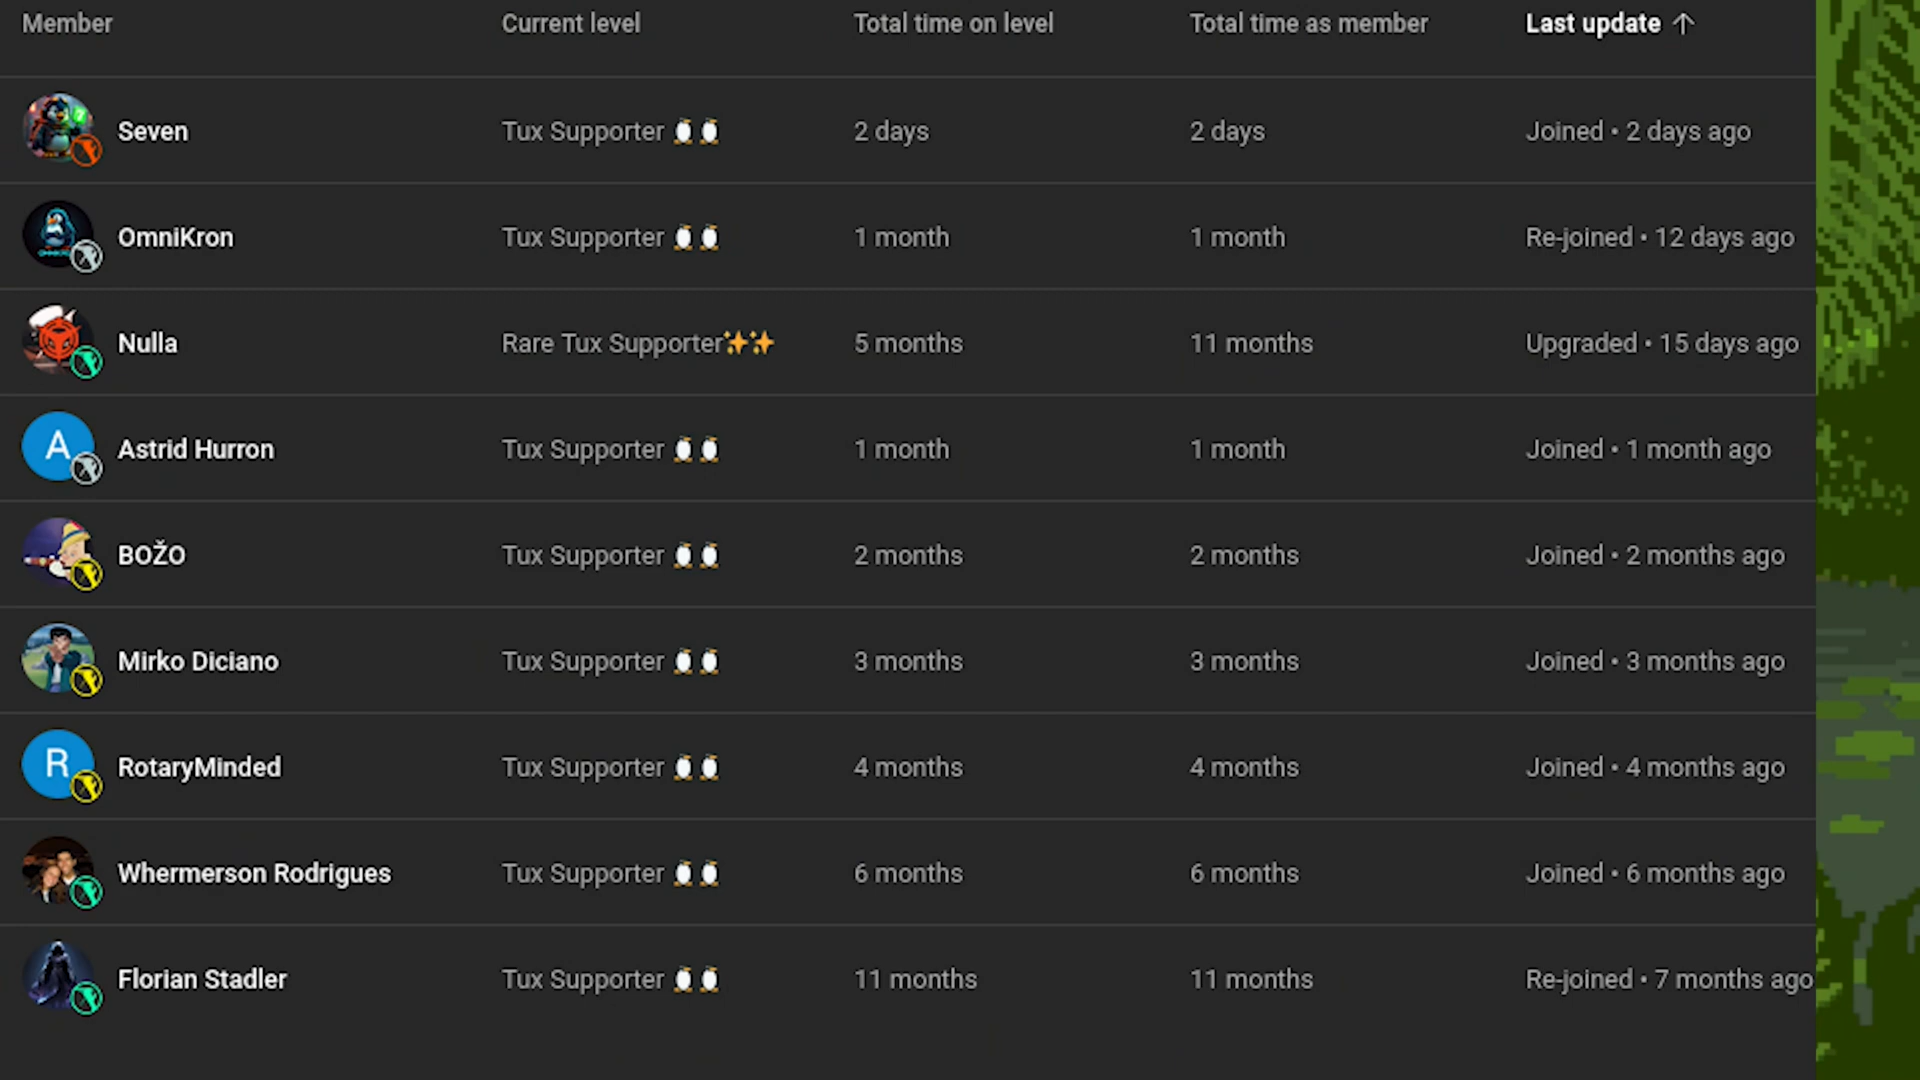 Member Current level Total time on level Total time as member Last update ↑
Seven Tux Supporter 2 days 2 days Joined • 2 days ago
OmniKron Tux Supporter 1 month 1 month Re-joined • 12 days ago
Nulla Rare Tux Supporter✨✨ 5 months 11 months Upgraded • 15 days ago
A Astrid Hurron Tux Supporter 1 month 1 month Joined • 1 month ago
BOŽO Tux Supporter 2 months 2 months Joined • 2 months ago
Mirko Diciano Tux Supporter 3 months 3 months Joined • 3 months ago
R RotaryMinded Tux Supporter 4 months 4 months Joined • 4 months ago
Whermerson Rodrigues Tux Supporter 6 months 6 months Joined • 6 months ago
Florian Stadler Tux Supporter 11 months 11 months Re-joined • 7 months ago